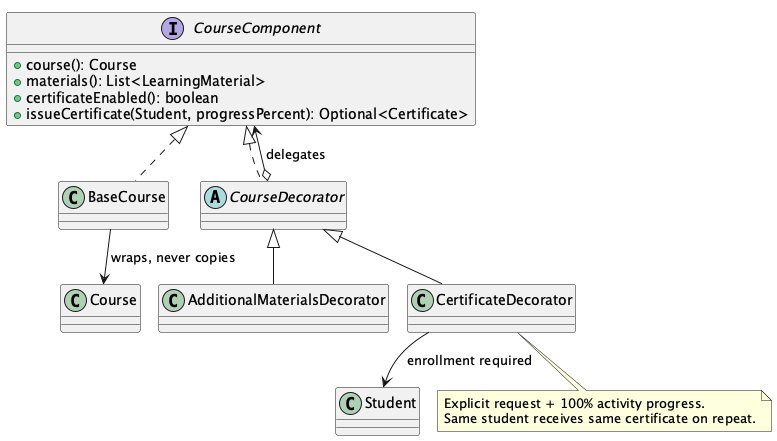 I CourseComponent
course(): Course
materials(): List<LearningMaterial>
certificateEnabled(): boolean
issueCertificate(Student, progressPercent): Optional<Certificate>
delegates
C BaseCourse
A CourseDecorator
wraps, never copies
C Course
C AdditionalMaterialsDecorator
C CertificateDecorator
enrollment required
C Student
Explicit request + 100% activity progress.
Same student receives same certificate on repeat.